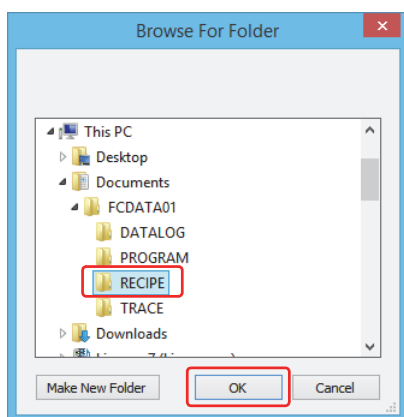 Browse For Folder
This PC
Desktop
Documents
FCDATA01
DATALOG
PROGRAM
RECIPE
TRACE
Downloads
Make New Folder
OK
Cancel